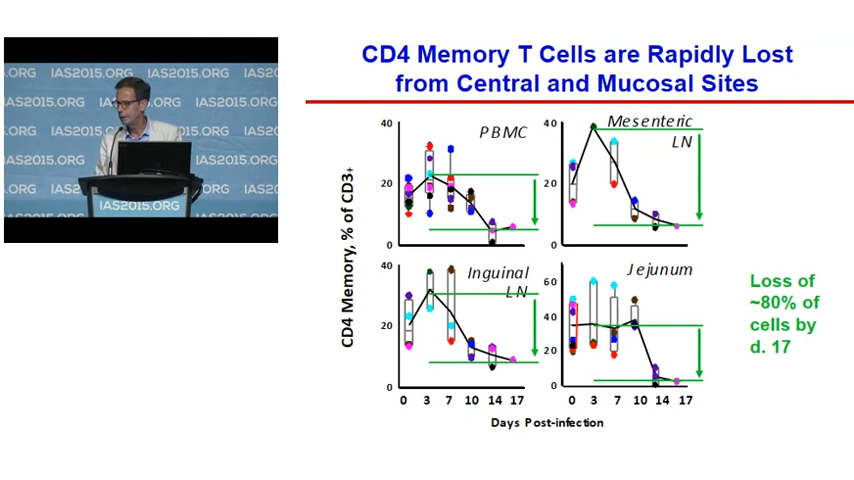 CD4 Memory T Cells are Rapidly Lost
from Central and Mucosal Sites
IAS2015.ORG IAS2015.ORG IAS2015.ORG
IAS2015.ORG
IAS2015.ORG
IAS2015.ORG
CD4 Memory, % of CD3+
40
20
0
PBMC
40
20
0
Mesenteric
LN
40
20
0
Inguinal
LN
0 3 7 10 14 17
60
40
20
0
Jejunum
0 3 7 10 14 17
Days Post-infection
Loss of
~80% of
cells by
d. 17